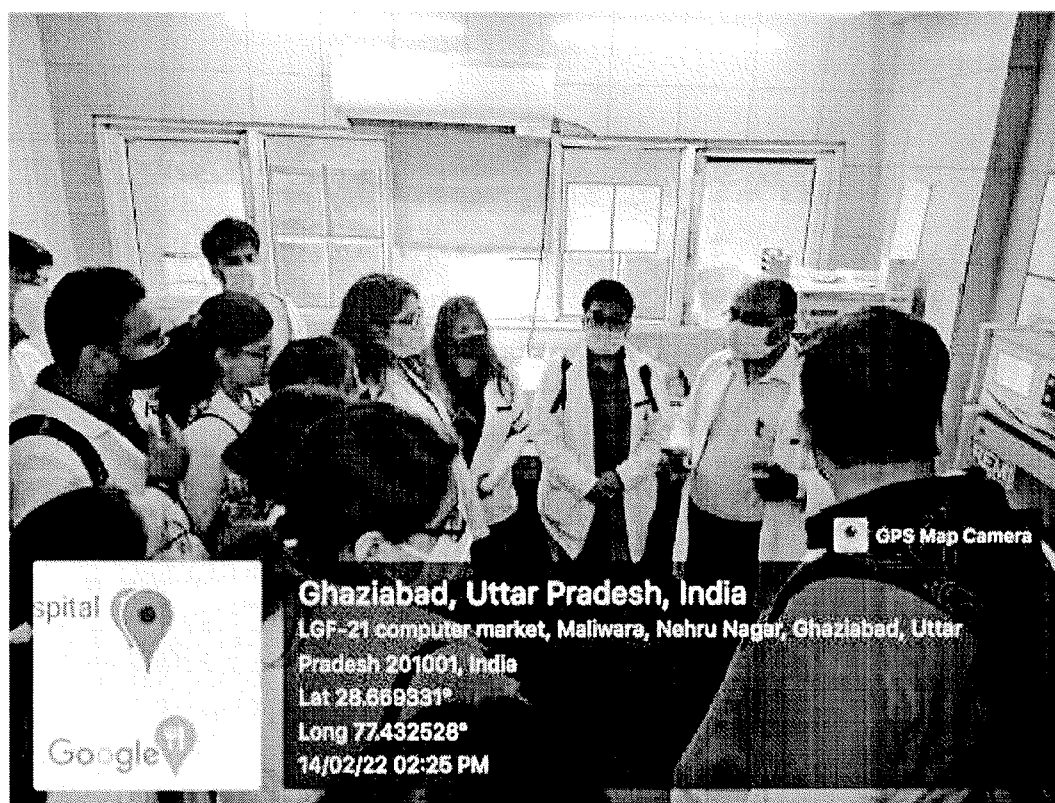 GPS Map Camera
spital
Google
Ghaziabad, Uttar Pradesh, India
LGF-21 computer market, Maliwara, Nehru Nagar, Ghaziabad, Uttar
Pradesh 201001, India
Lat 28.669331°
Long 77.432528°
14/02/22 02:25 PM